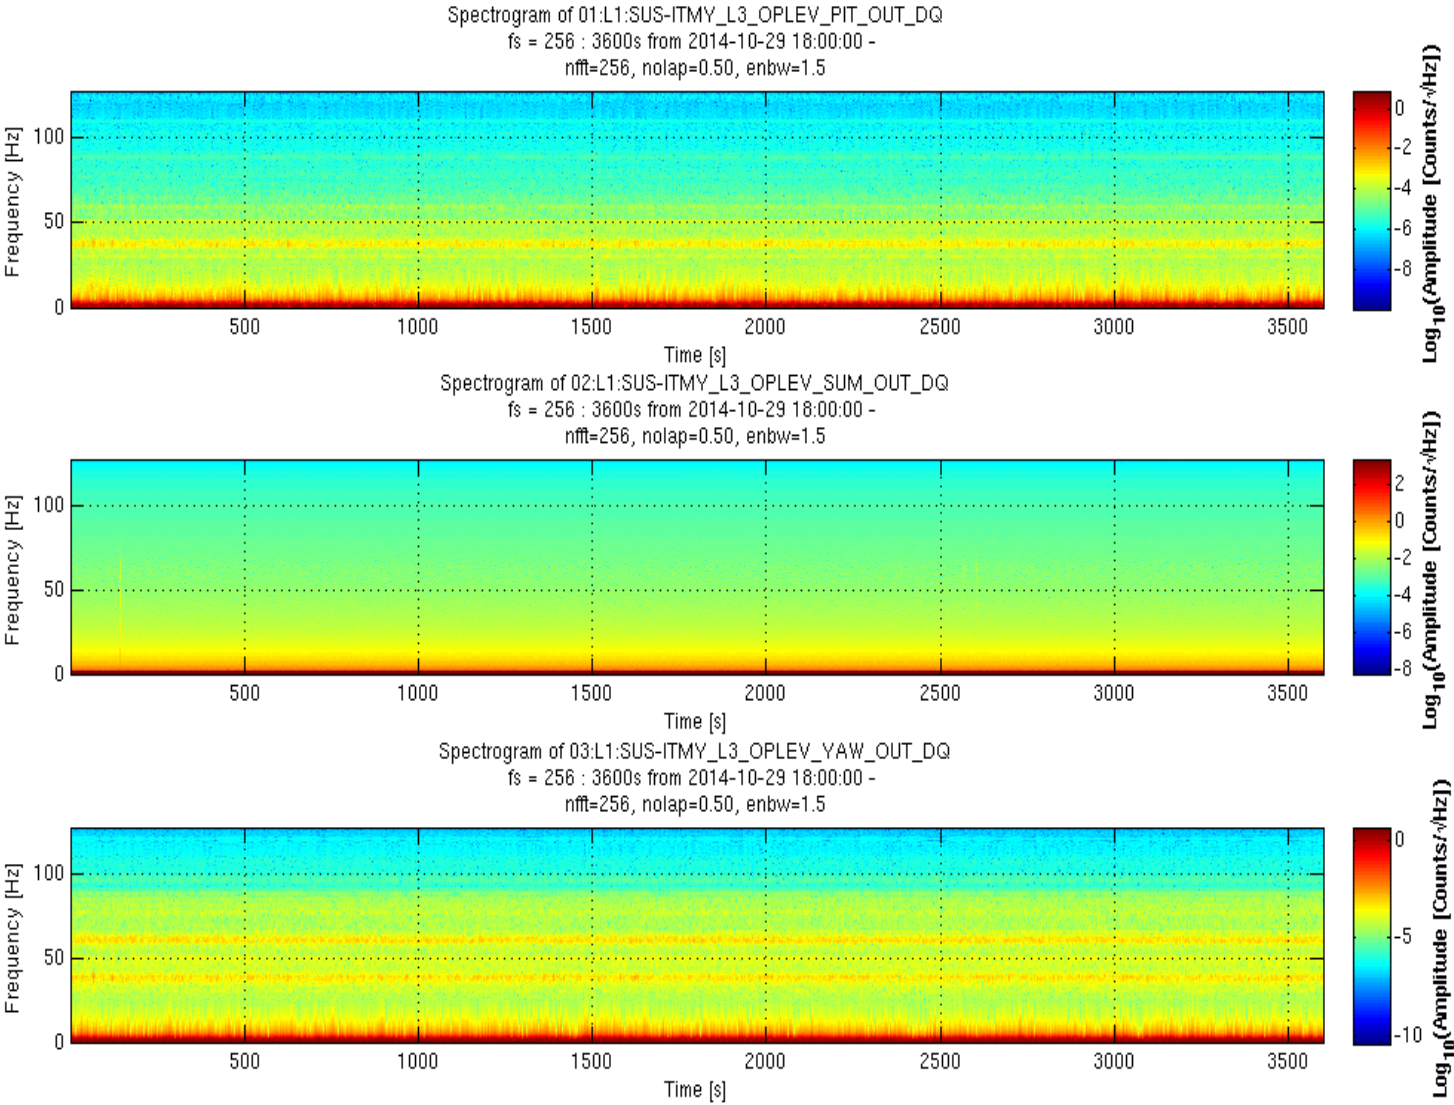 Spectrogram of 01:L1:SUS-ITMY_L3_OPLEV_PIT_OUT_DQ
fs = 256 : 3600s from 2014-10-29 18:00:00 -
nfft=256, nolap=0.50, enbw=1.5
Frequency [Hz]
100
50
0
500 1000 1500 2000 2500 3000 3500
Time [s]
0
-2
-4
-6
-8
Log10(Amplitude [Counts/√Hz])
Spectrogram of 02:L1:SUS-ITMY_L3_OPLEV_SUM_OUT_DQ
fs = 256 : 3600s from 2014-10-29 18:00:00 -
nfft=256, nolap=0.50, enbw=1.5
Frequency [Hz]
100
50
0
500 1000 1500 2000 2500 3000 3500
Time [s]
2
0
-2
-4
-6
-8
Log10(Amplitude [Counts/√Hz])
Spectrogram of 03:L1:SUS-ITMY_L3_OPLEV_YAW_OUT_DQ
fs = 256 : 3600s from 2014-10-29 18:00:00 -
nfft=256, nolap=0.50, enbw=1.5
Frequency [Hz]
100
50
0
500 1000 1500 2000 2500 3000 3500
Time [s]
0
-5
-10
Log10(Amplitude [Counts/√Hz])